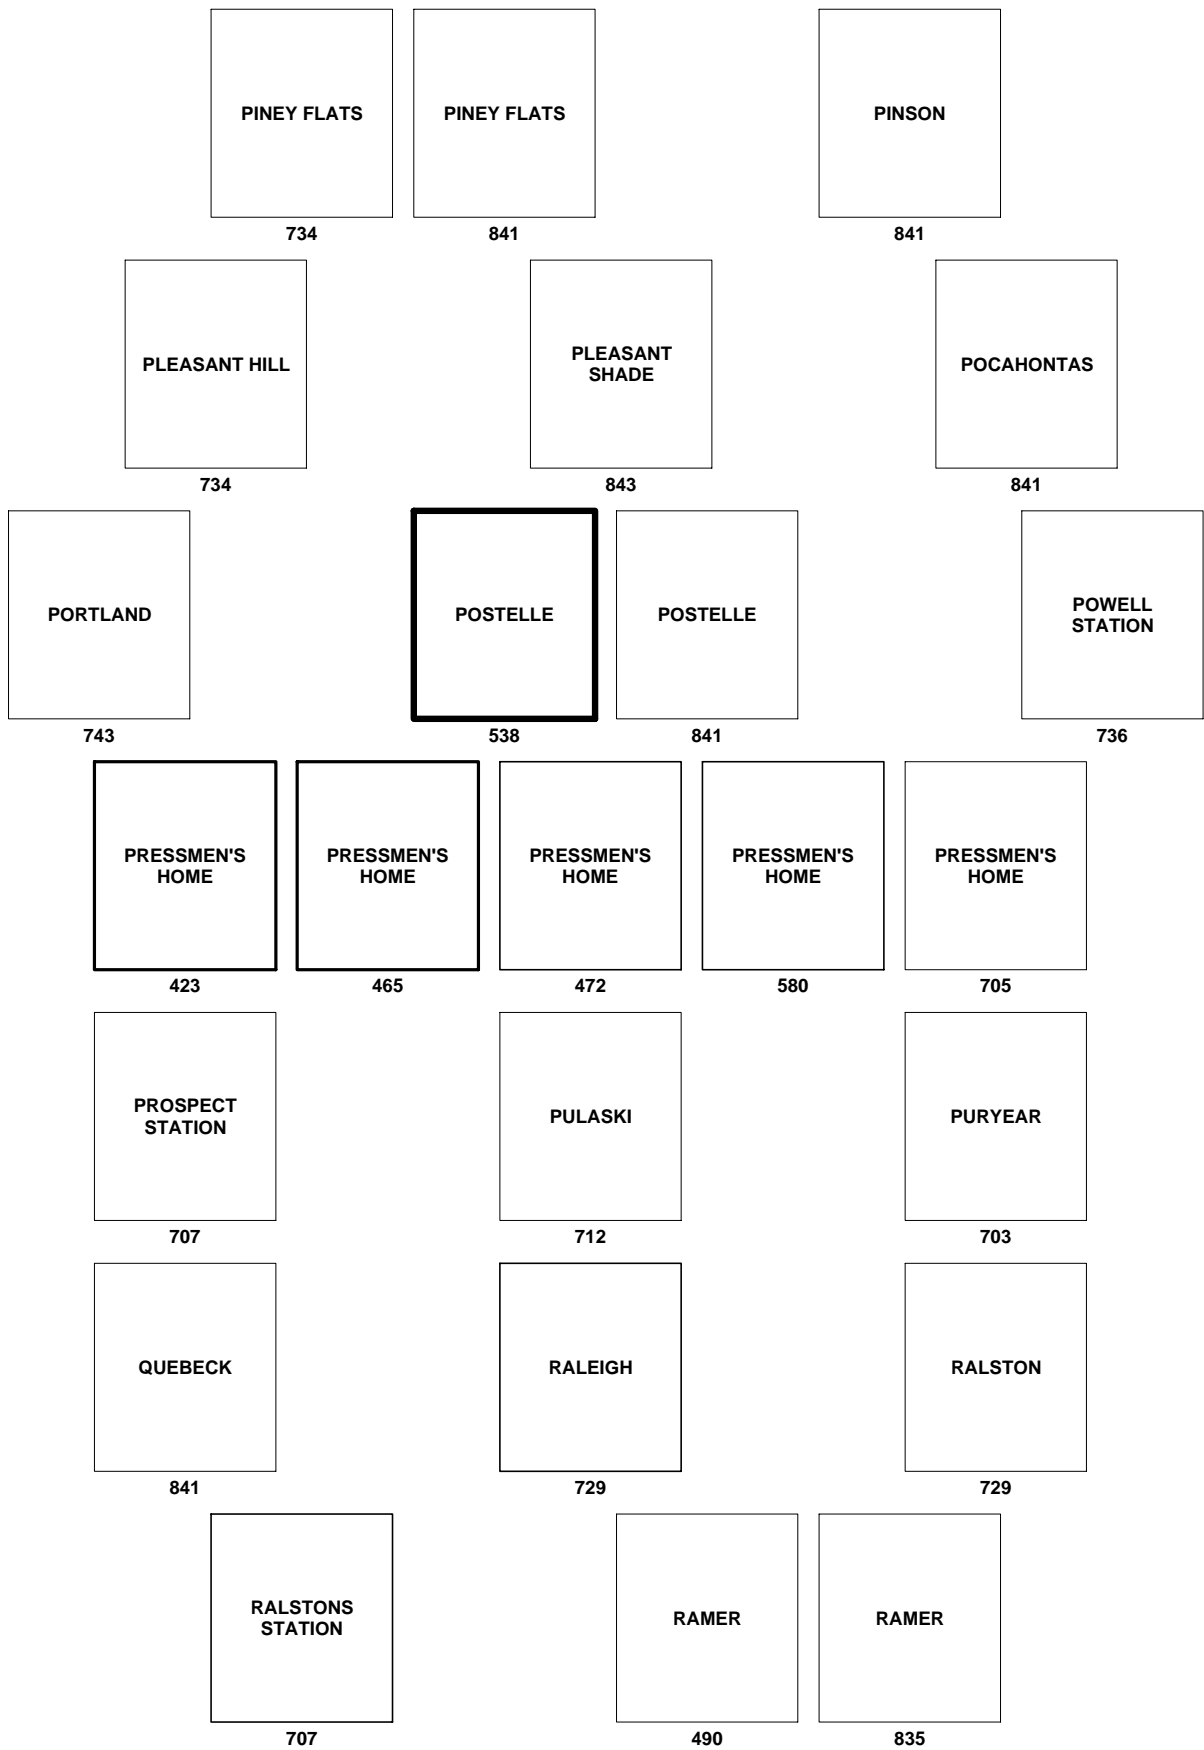 PINEY FLATS
PINEY FLATS
PINSON
734
841
841
PLEASANT HILL
PLEASANT
SHADE
POCAHONTAS
734
843
841
PORTLAND
POSTELLE
POSTELLE
POWELL
STATION
743
538
841
736
PRESSMEN'S
HOME
PRESSMEN'S
HOME
PRESSMEN'S
HOME
PRESSMEN'S
HOME
PRESSMEN'S
HOME
423
465
472
580
705
PROSPECT
STATION
PULASKI
PURYEAR
707
712
703
QUEBECK
RALEIGH
RALSTON
841
729
729
RALSTONS
STATION
RAMER
RAMER
707
490
835